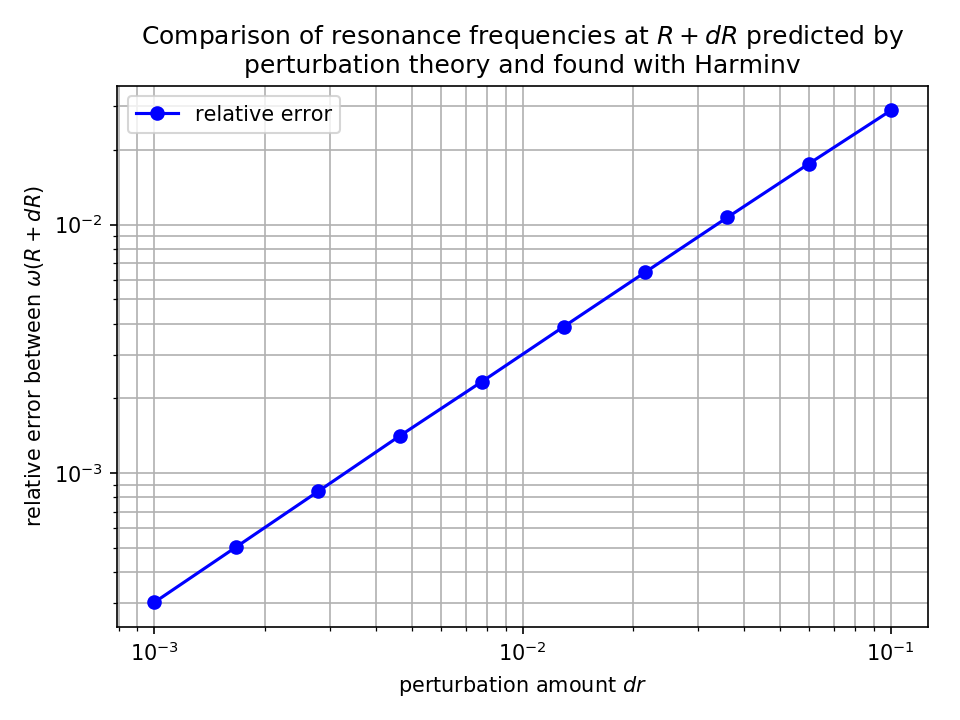 Comparison of resonance frequencies at $R + dR$ predicted by
perturbation theory and found with Harminv
relative error
relative error between $\omega(R + dR)$
$10^{-2}$
$10^{-3}$
$10^{-3}$
$10^{-2}$
$10^{-1}$
perturbation amount $dr$